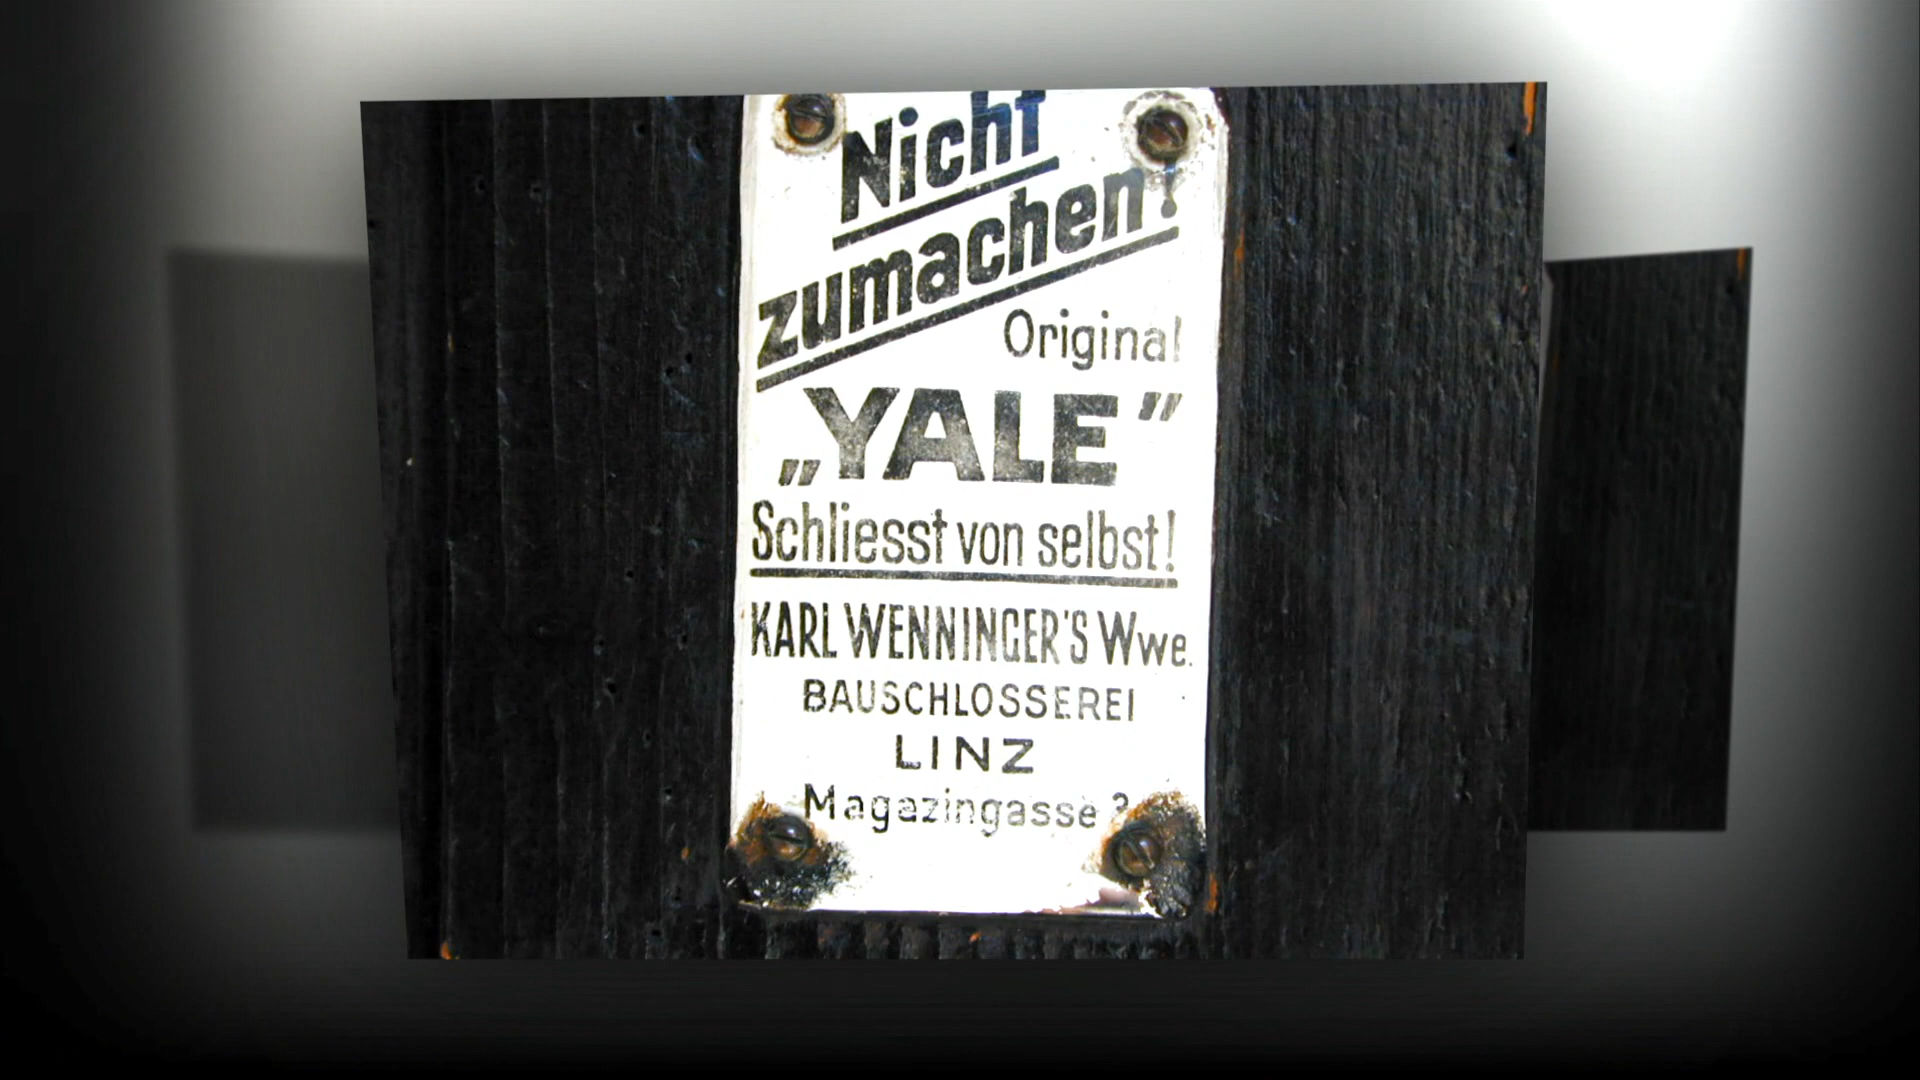 Nicht
zumachen!
Original
„YALE”
Schliesst von selbst!
KARL WENNINGER'S Wwe.
BAUSCHLOSSEREI
LINZ
Magazingasse